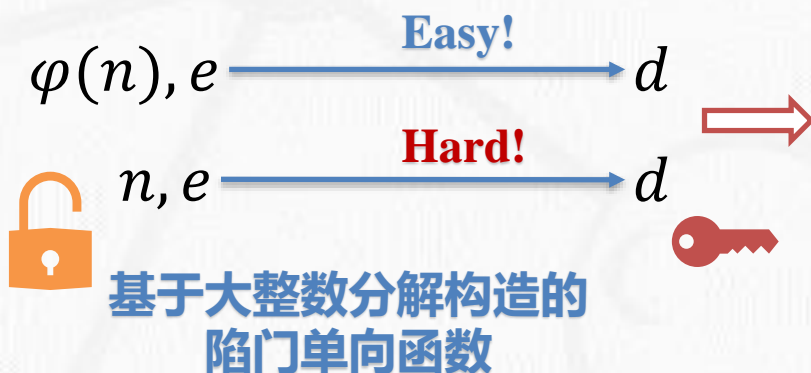 Easy!
φ(n), e d
Hard!
n, e d
基于大整数分解构造的
陷门单向函数